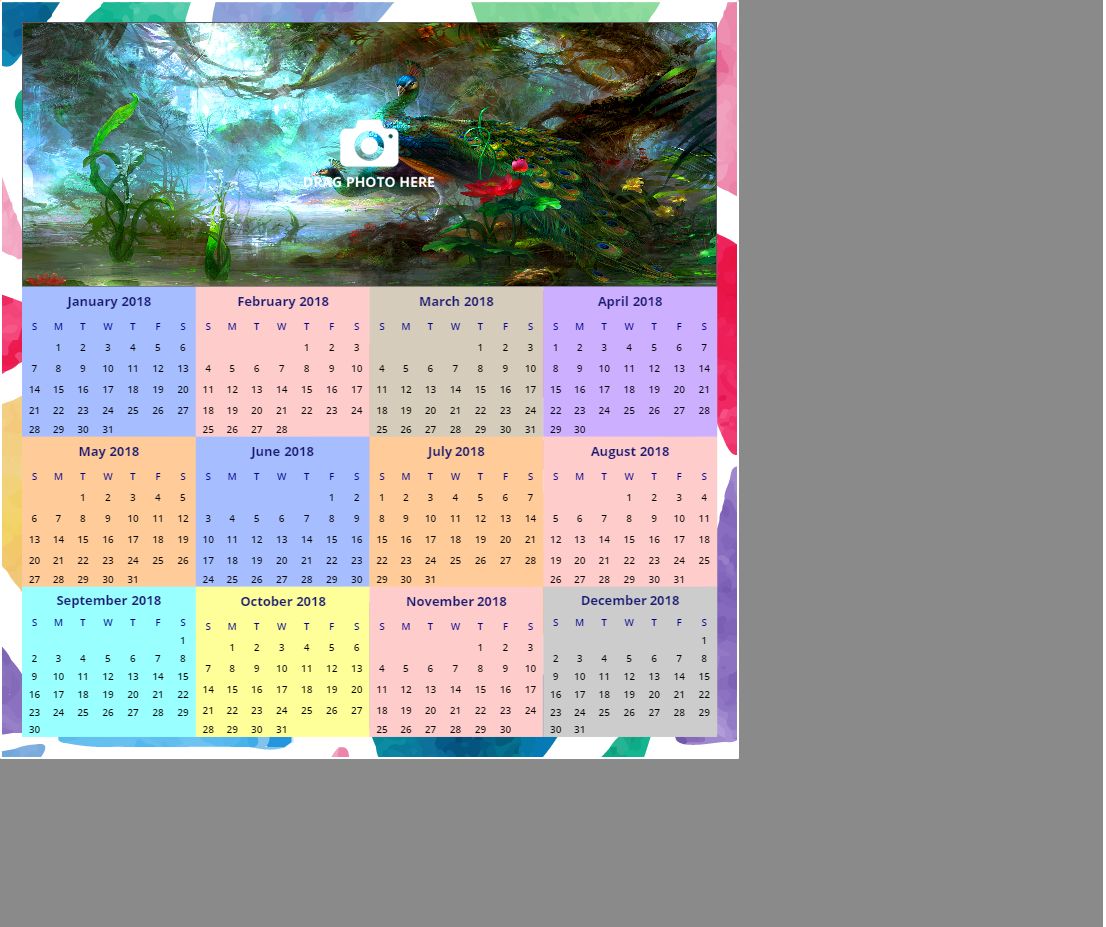 DRAG PHOTO HERE
January 2018
S M T W T F S
1 2 3 4 5 6
7 8 9 10 11 12 13
14 15 16 17 18 19 20
21 22 23 24 25 26 27
28 29 30 31
February 2018
S M T W T F S
1 2 3
4 5 6 7 8 9 10
11 12 13 14 15 16 17
18 19 20 21 22 23 24
25 26 27 28
March 2018
S M T W T F S
1 2 3
4 5 6 7 8 9 10
11 12 13 14 15 16 17
18 19 20 21 22 23 24
25 26 27 28 29 30 31
April 2018
S M T W T F S
1 2 3 4 5 6 7
8 9 10 11 12 13 14
15 16 17 18 19 20 21
22 23 24 25 26 27 28
29 30
May 2018
S M T W T F S
1 2 3 4 5
6 7 8 9 10 11 12
13 14 15 16 17 18 19
20 21 22 23 24 25 26
27 28 29 30 31
June 2018
S M T W T F S
1 2
3 4 5 6 7 8 9
10 11 12 13 14 15 16
17 18 19 20 21 22 23
24 25 26 27 28 29 30
July 2018
S M T W T F S
1 2 3 4 5 6 7
8 9 10 11 12 13 14
15 16 17 18 19 20 21
22 23 24 25 26 27 28
29 30 31
August 2018
S M T W T F S
1 2 3 4
5 6 7 8 9 10 11
12 13 14 15 16 17 18
19 20 21 22 23 24 25
26 27 28 29 30 31
September 2018
S M T W T F S
1
2 3 4 5 6 7 8
9 10 11 12 13 14 15
16 17 18 19 20 21 22
23 24 25 26 27 28 29
30
October 2018
S M T W T F S
1 2 3 4 5 6
7 8 9 10 11 12 13
14 15 16 17 18 19 20
21 22 23 24 25 26 27
28 29 30 31
November 2018
S M T W T F S
1 2 3
4 5 6 7 8 9 10
11 12 13 14 15 16 17
18 19 20 21 22 23 24
25 26 27 28 29 30
December 2018
S M T W T F S
1
2 3 4 5 6 7 8
9 10 11 12 13 14 15
16 17 18 19 20 21 22
23 24 25 26 27 28 29
30 31